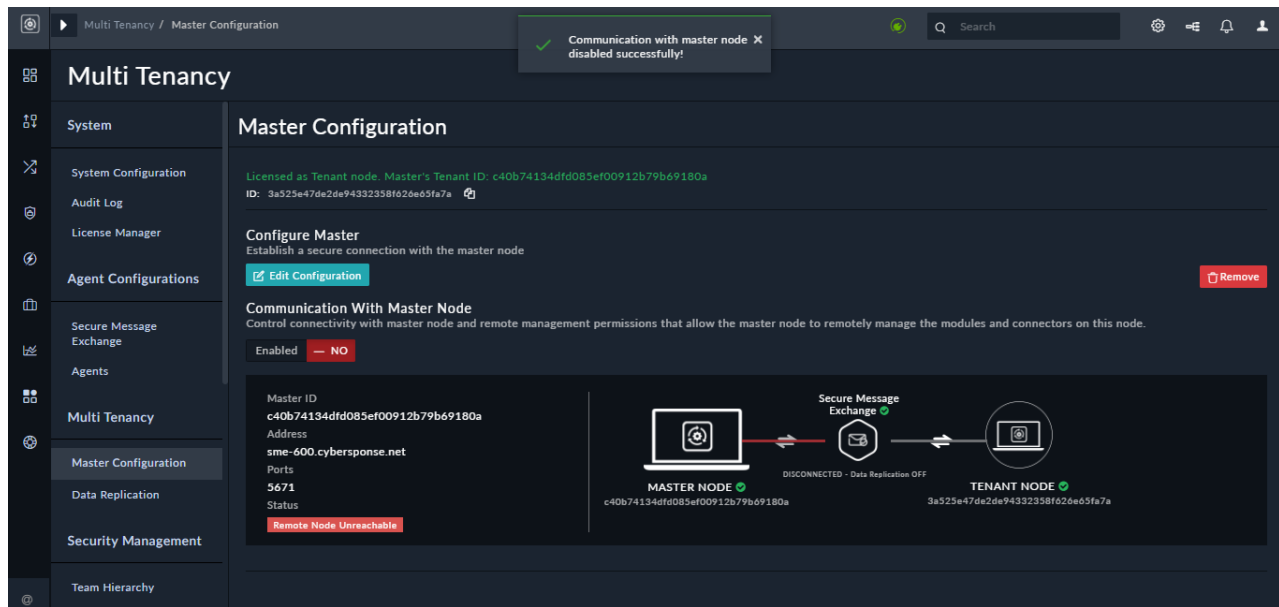 Multi Tenancy / Master Configuration
Communication with master node
disabled successfully!
Search
Multi Tenancy
System
System Configuration
Audit Log
License Manager
Agent Configurations
Secure Message
Exchange
Agents
Multi Tenancy
Master Configuration
Data Replication
Security Management
Team Hierarchy
@
Master Configuration
Licensed as Tenant node. Master's Tenant ID: c40b74134dfd085ef00912b79b69180a
ID: 3a525e47de2de94332358f626e65fa7a
Configure Master
Establish a secure connection with the master node
Edit Configuration
Remove
Communication With Master Node
Control connectivity with master node and remote management permissions that allow the master node to remotely manage the modules and connectors on this node.
Enabled — NO
Master ID
c40b74134dfd085ef00912b79b69180a
Address
sme-600.cybersponse.net
Ports
5671
Status
Remote Node Unreachable
Secure Message
Exchange
DISCONNECTED - Data Replication OFF
MASTER NODE
c40b74134dfd085ef00912b79b69180a
TENANT NODE
3a525e47de2de94332358f626e65fa7a